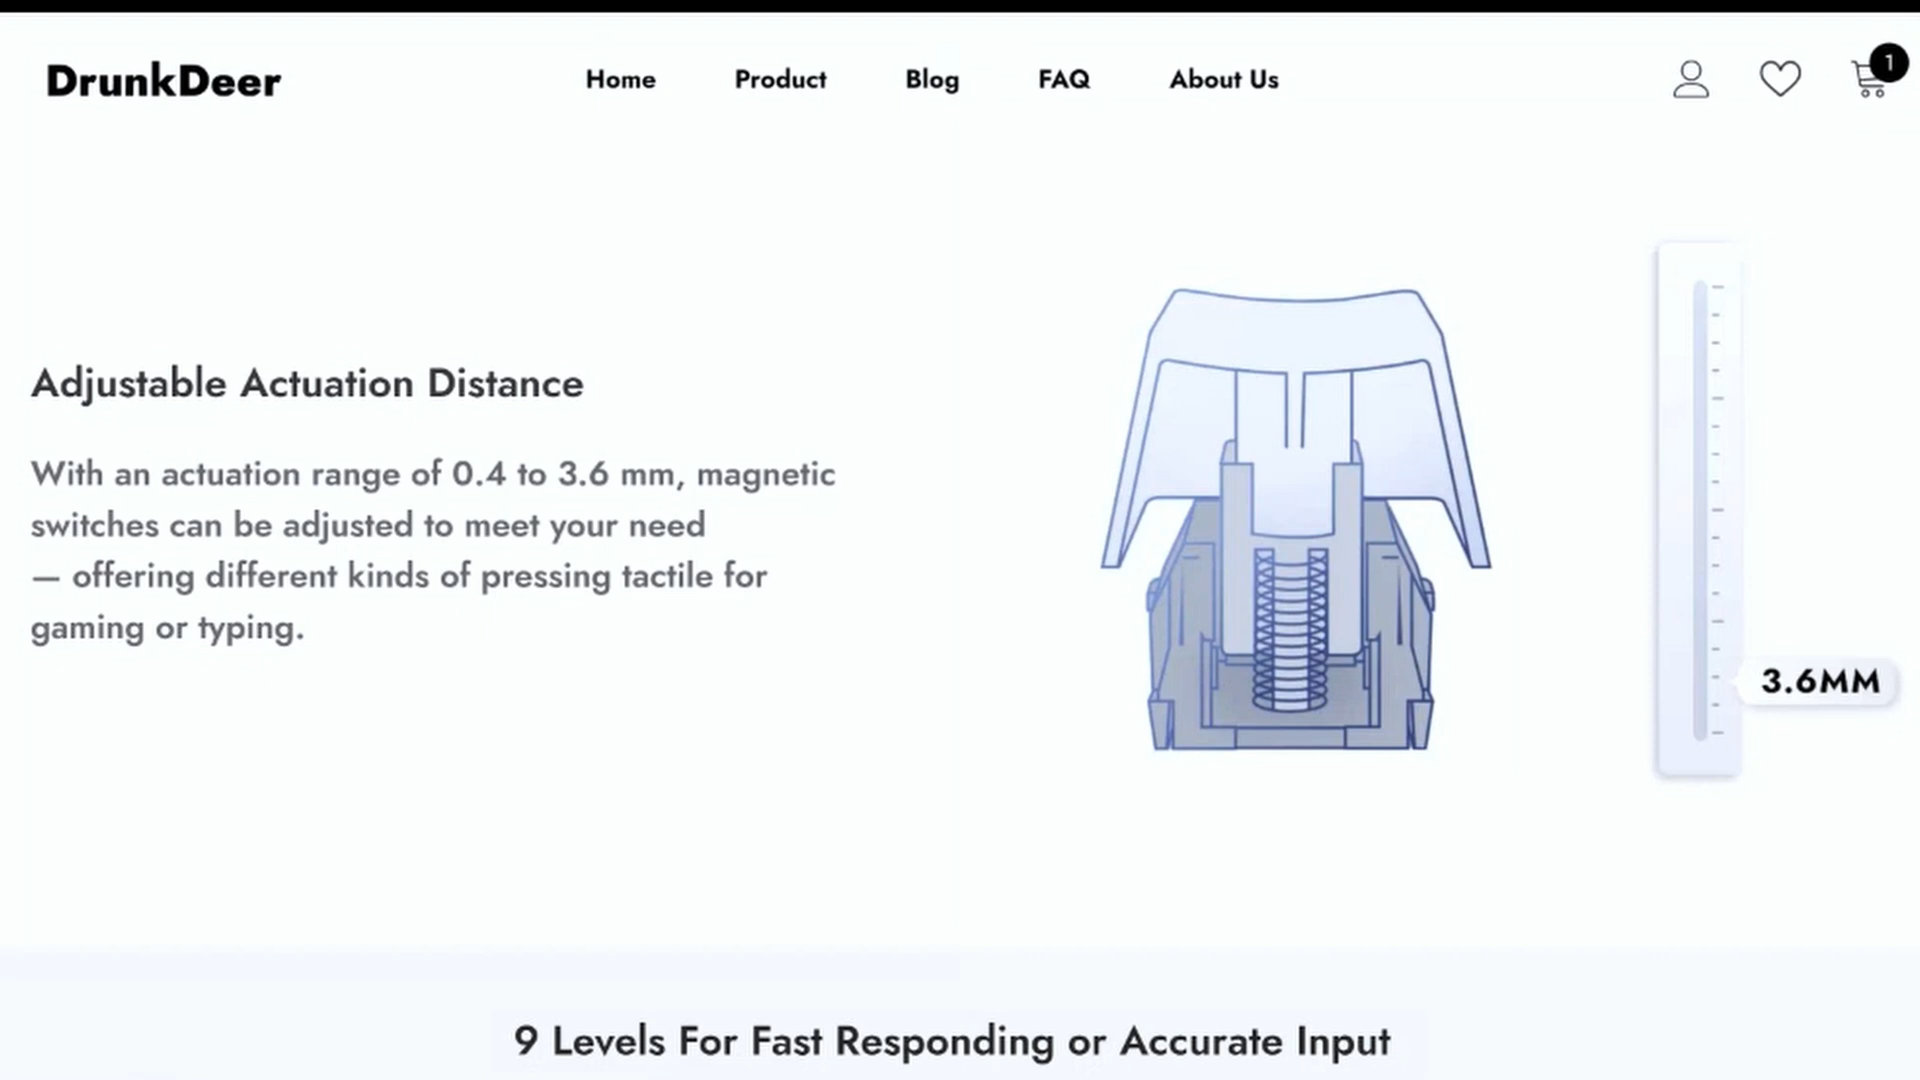 DrunkDeer
Home
Product
Blog
FAQ
About Us
1
Adjustable Actuation Distance
With an actuation range of 0.4 to 3.6 mm, magnetic
switches can be adjusted to meet your need
— offering different kinds of pressing tactile for
gaming or typing.
3.6MM
9 Levels For Fast Responding or Accurate Input